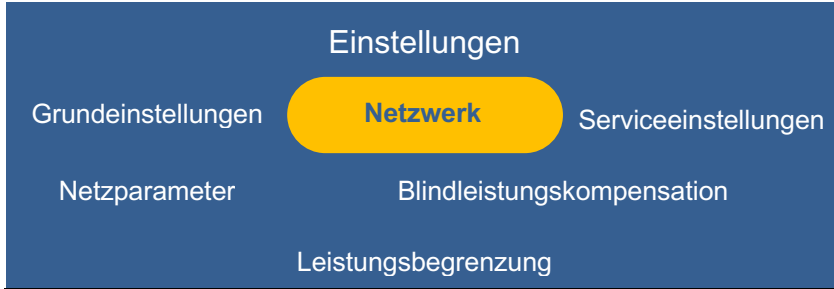 Einstellungen
Grundeinstellungen Netzwerk Serviceeinstellungen
Netzparameter Blindleistungskompensation
Leistungsbegrenzung